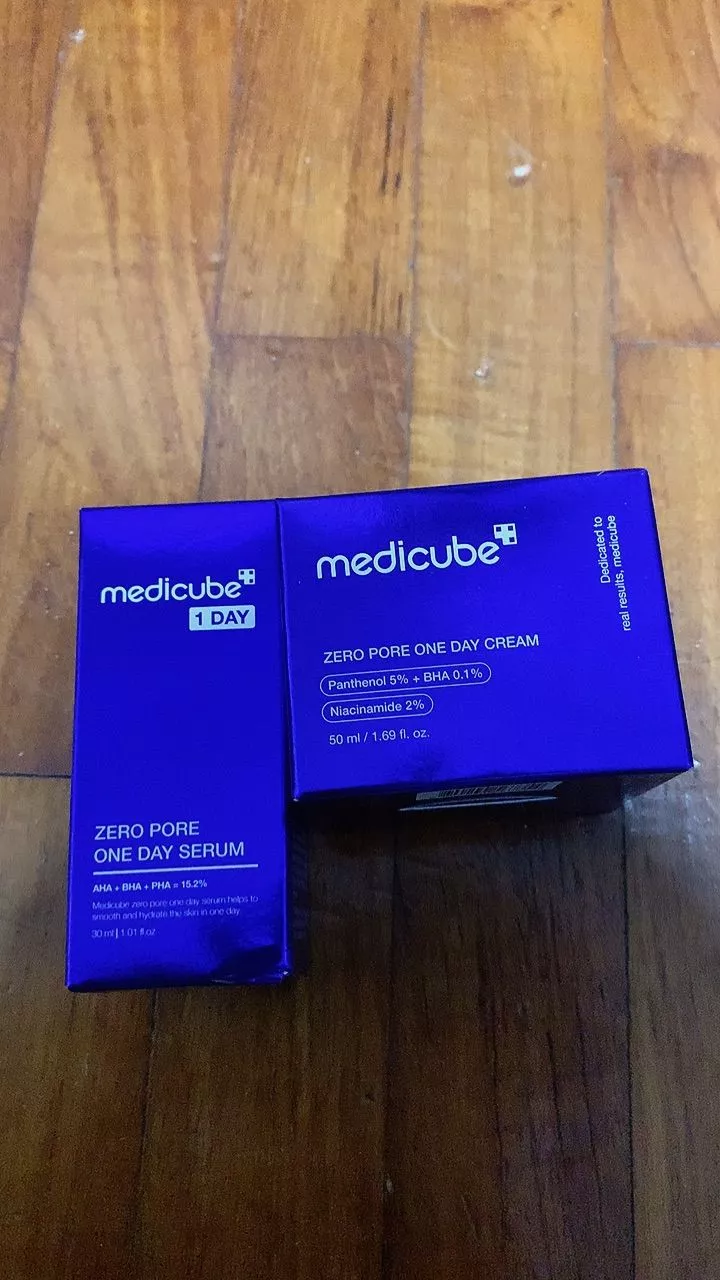 medicube
1 DAY
ZERO PORE
ONE DAY SERUM
AHA + BHA + PHA = 15.2%
Medicube zero pore one day serum helps to
smooth and hydrate the skin in one day.
30 ml | 1.01 fl.oz
medicube
ZERO PORE ONE DAY CREAM
Panthenol 5% + BHA 0.1%
Niacinamide 2%
50 ml / 1.69 fl. oz.
Dedicated to
real results, medicube